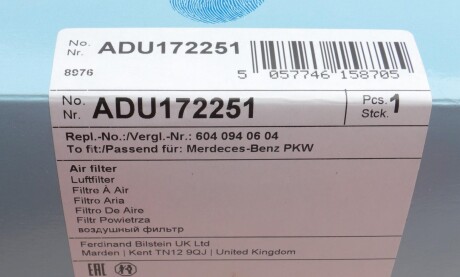 No. Nr. ADU172251
8976
5 057746 158705
No. Nr. ADU172251 Pcs. Stck. 1
Repl.-No.:/Vergl.-Nr.: 604 094 06 04
To fit:/Passend für: Merdeces-Benz PKW
Air filter
Luftfilter
Filtre À Air
Filtro Aria
Filtro De Aire
Filtr Powietrza
воздушный фильтр
Ferdinand Bilstein UK Ltd
Marden | Kent TN12 9QJ | United Kingdom
EAC